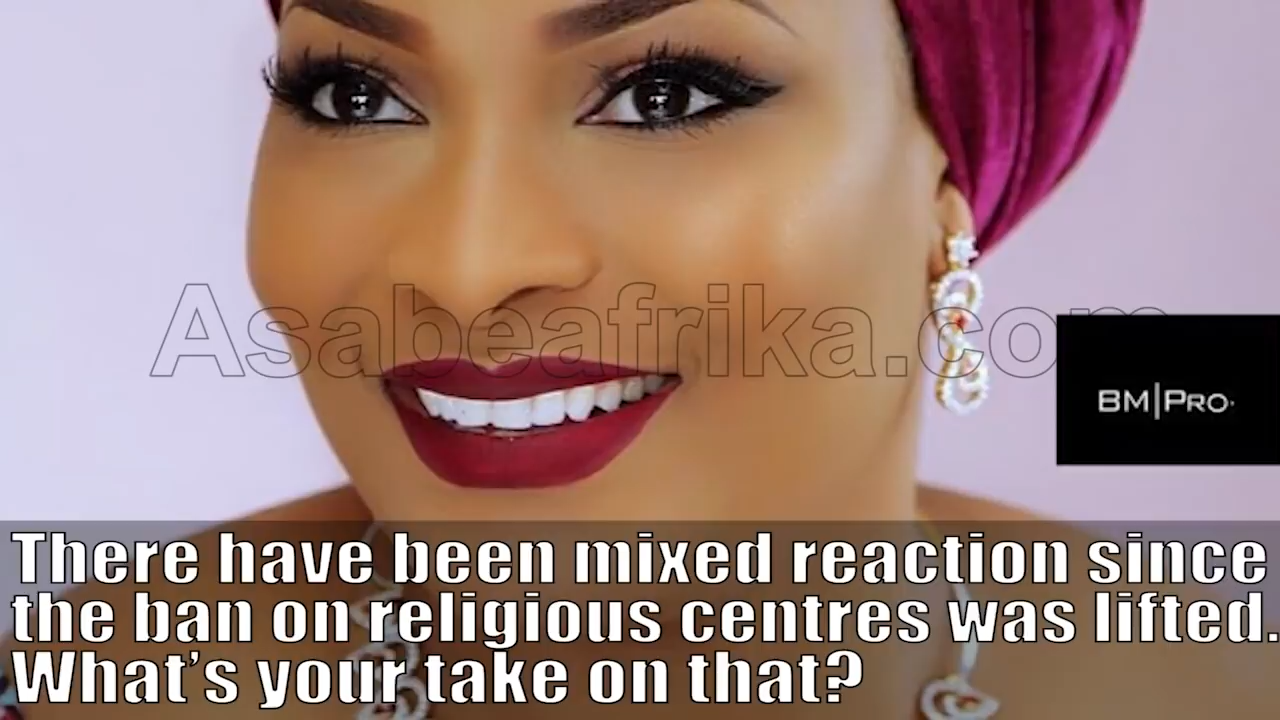 Asabeafrika.com
BM|PRO
There have been mixed reaction since
the ban on religious centres was lifted.
What's your take on that?